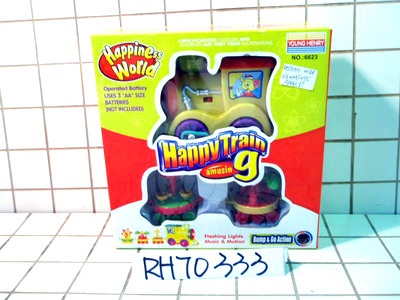 Happiness
World
YOUNG HENRY
NO.:6623
Operated Battery
USES 3 "AA" SIZE
BATTERIES
(NOT INCLUDED)
Happy Train
amusing
Flashing Lights
Music & Motion
Bump & Go Action
RH70333